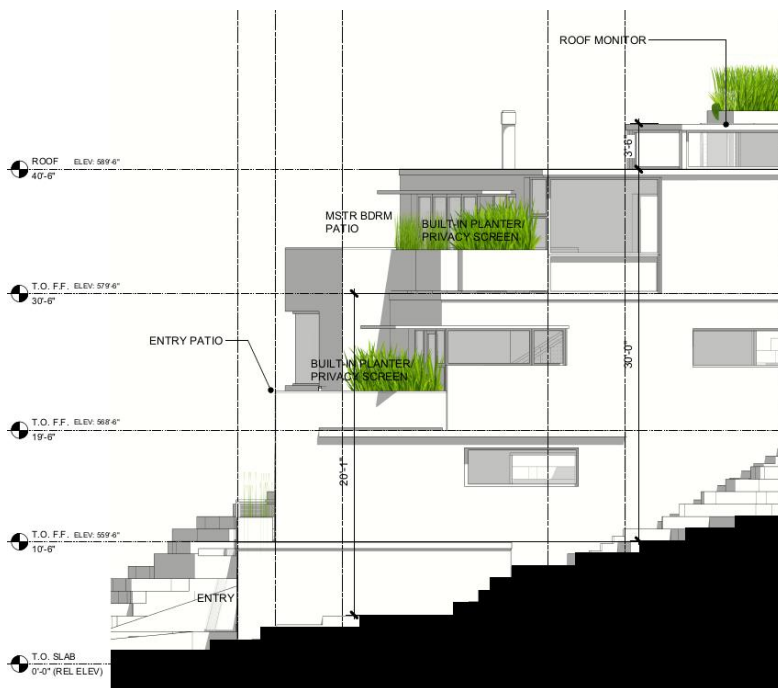 ROOF MONITOR
3'-6"
ROOF ELEV: 589'-6"
40'-6"
MSTR BDRM
PATIO
BUILT-IN PLANTER/
PRIVACY SCREEN
T.O. F.F. ELEV: 579'-6"
30'-6"
ENTRY PATIO
30'-0"
BUILT-IN PLANTER/
PRIVACY SCREEN
T.O. F.F. ELEV: 568'-6"
19'-6"
20'-1"
T.O. F.F. ELEV: 559'-6"
10'-6"
ENTRY
T.O. SLAB
0'-0" (REL ELEV)